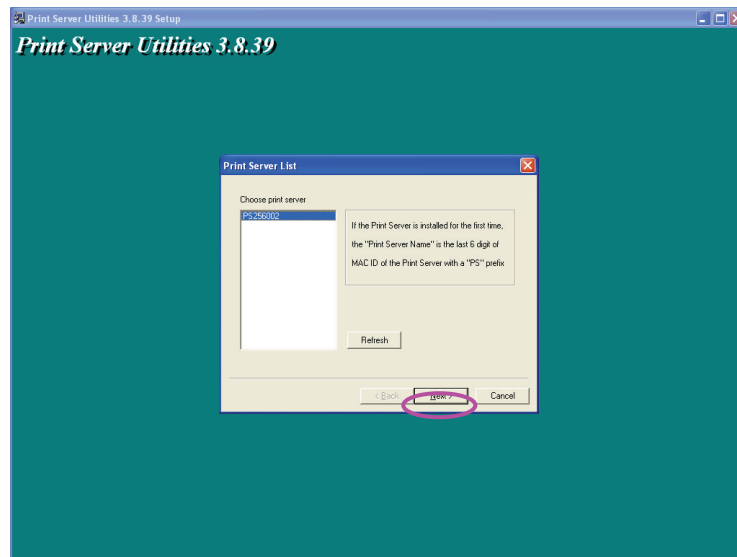 Print Server Utilities 3.8.39 Setup
Print Server Utilities 3.8.39
Print Server List
Choose print server
PS256002
If the Print Server is installed for the first time,
the "Print Server Name" is the last 6 digit of
MAC ID of the Print Server with a "PS" prefix
Refresh
< Back
Next >
Cancel